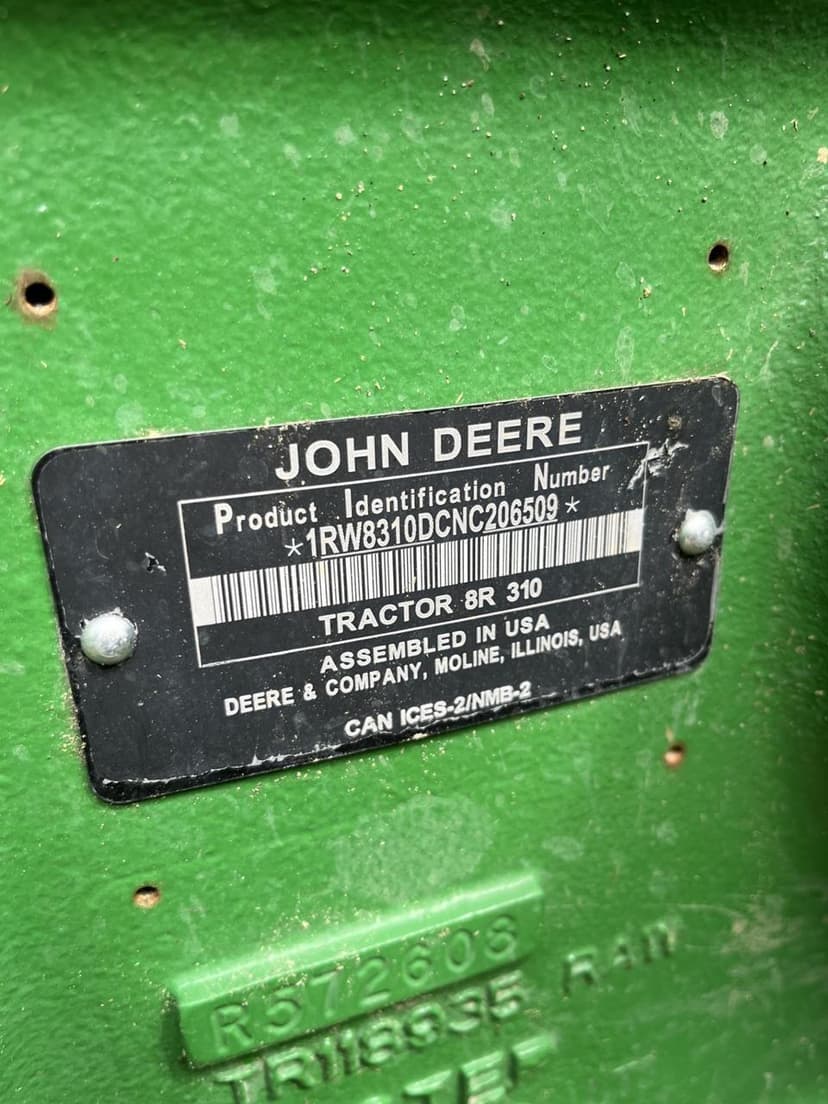 JOHN DEERE
Product Identification Number
*1RW8310DCNC206509*
TRACTOR 8R 310
ASSEMBLED IN USA
DEERE & COMPANY, MOLINE, ILLINOIS, USA
CAN ICES-2/NMB-2
R572608
TR118935 RAW